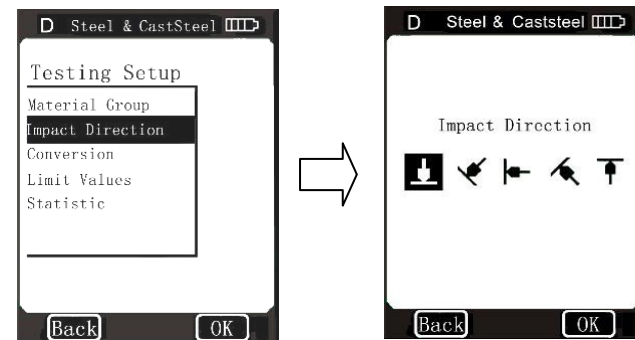 D Steel & CastSteel
Testing Setup
Material Group
Impact Direction
Conversion
Limit Values
Statistic
Back OK
D Steel & Caststeel
Impact Direction
Back OK